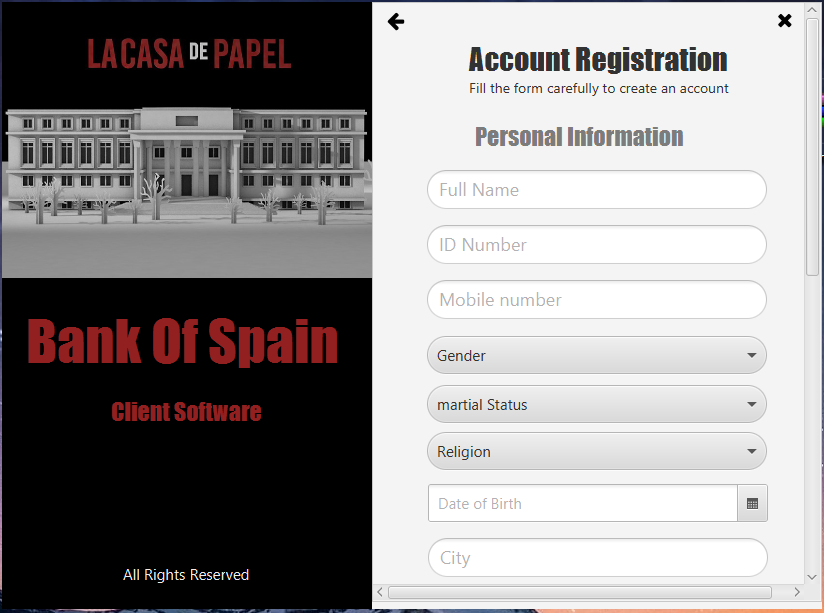 LA CASA DE PAPEL
Bank Of Spain
Client Software
All Rights Reserved
Account Registration
Fill the form carefully to create an account
Personal Information
Full Name
ID Number
Mobile number
Gender
martial Status
Religion
Date of Birth
City